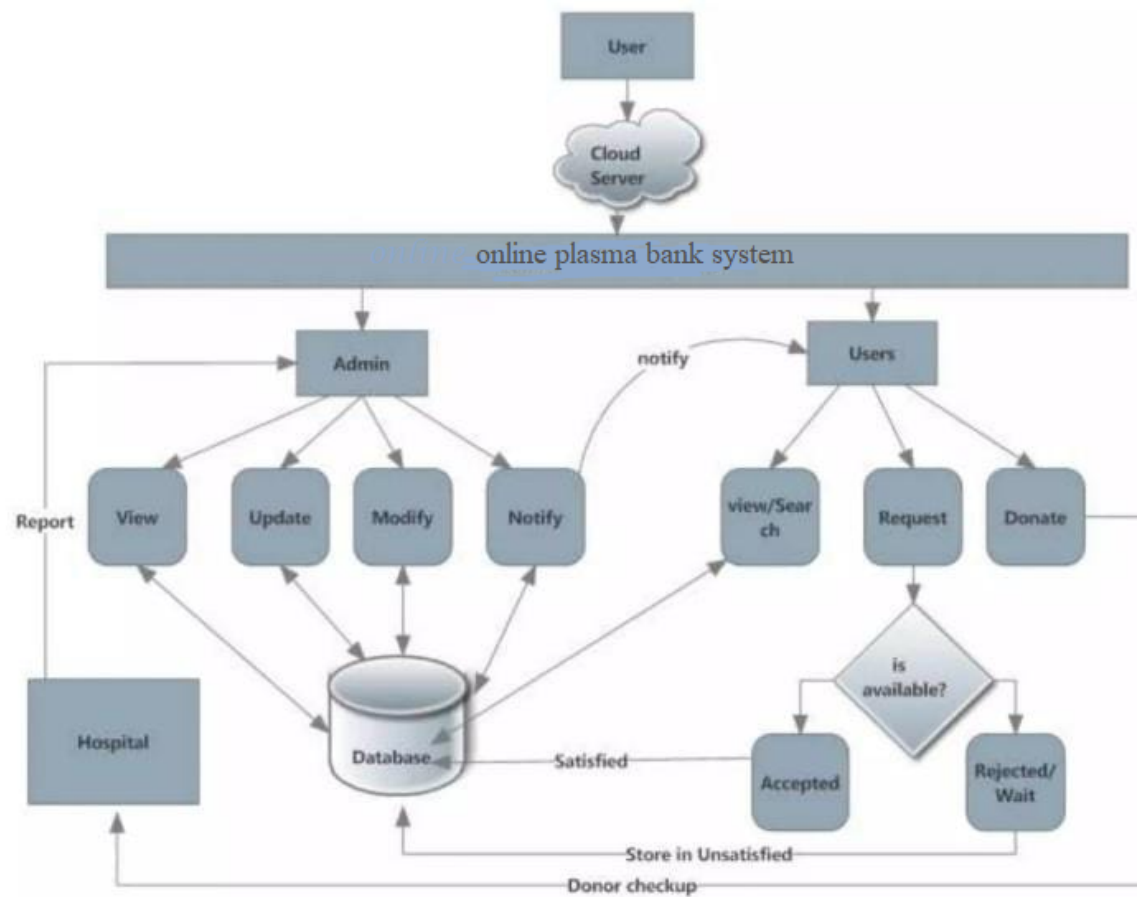 User
Cloud
Server
online plasma bank system
Admin
notify
Users
Report
View
Update
Modify
Notify
view/Sear
ch
Request
Donate
is
available?
Hospital
Database
Satisfied
Accepted
Rejected/
Wait
Store in Unsatisfied
Donor checkup